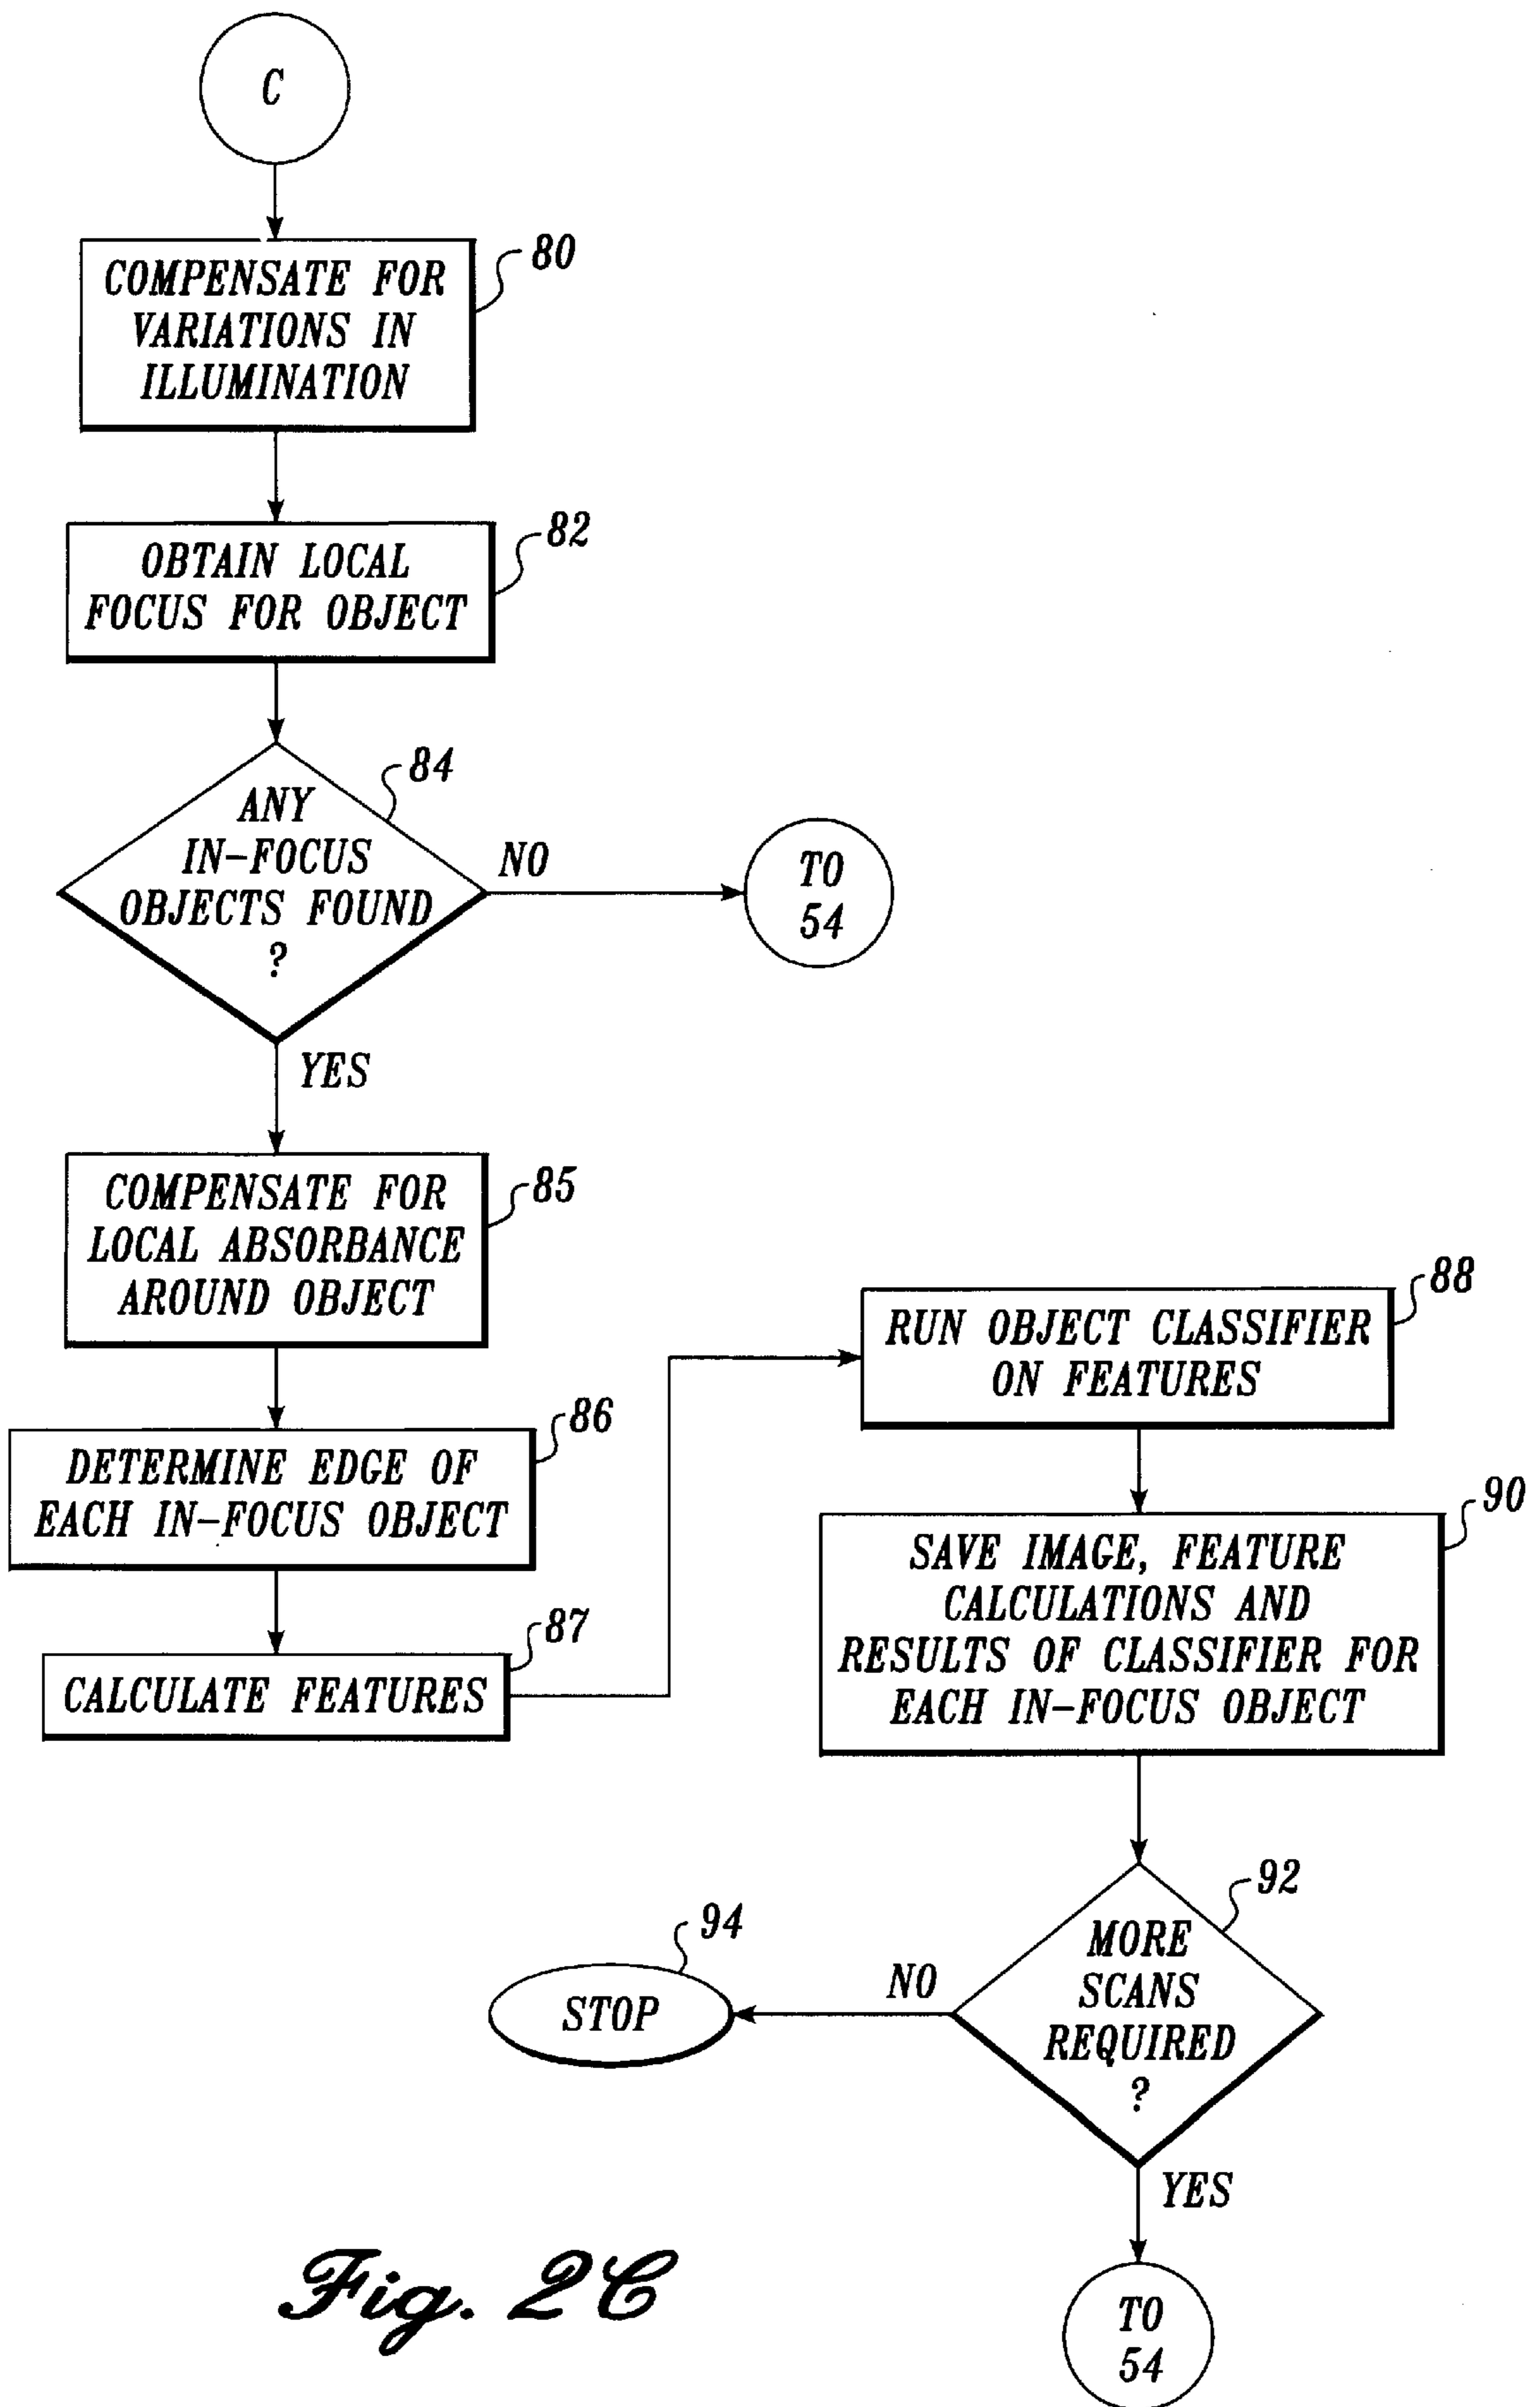 C
COMPENSATE FOR
VARIATIONS IN
ILLUMINATION
80
OBTAIN LOCAL
FOCUS FOR OBJECT
82
ANY
IN-FOCUS
OBJECTS FOUND
?
84
NO
TO
54
YES
COMPENSATE FOR
LOCAL ABSORBANCE
AROUND OBJECT
85
DETERMINE EDGE OF
EACH IN-FOCUS OBJECT
86
CALCULATE FEATURES
87
RUN OBJECT CLASSIFIER
ON FEATURES
88
SAVE IMAGE, FEATURE
CALCULATIONS AND
RESULTS OF CLASSIFIER FOR
EACH IN-FOCUS OBJECT
90
MORE
SCANS
REQUIRED
?
92
NO
STOP
94
YES
TO
54
Fig. 2C